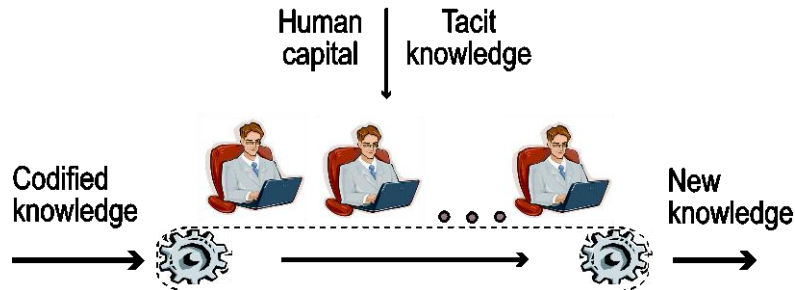 Human
capital
Tacit
knowledge
Codified
knowledge
New
knowledge